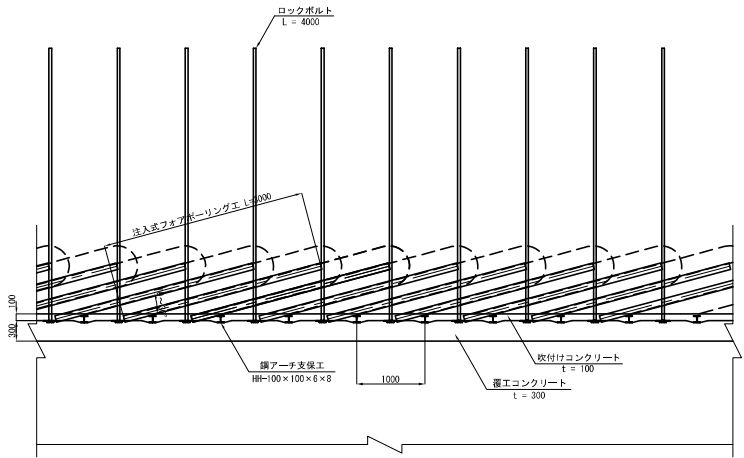 ロックボルト
L = 4000
注入式フォアポーリング工 L=3000
100
300
鋼アーチ支保工
HH-100×100×6×8
1000
吹付けコンクリート
t = 100
覆工コンクリート
t = 300